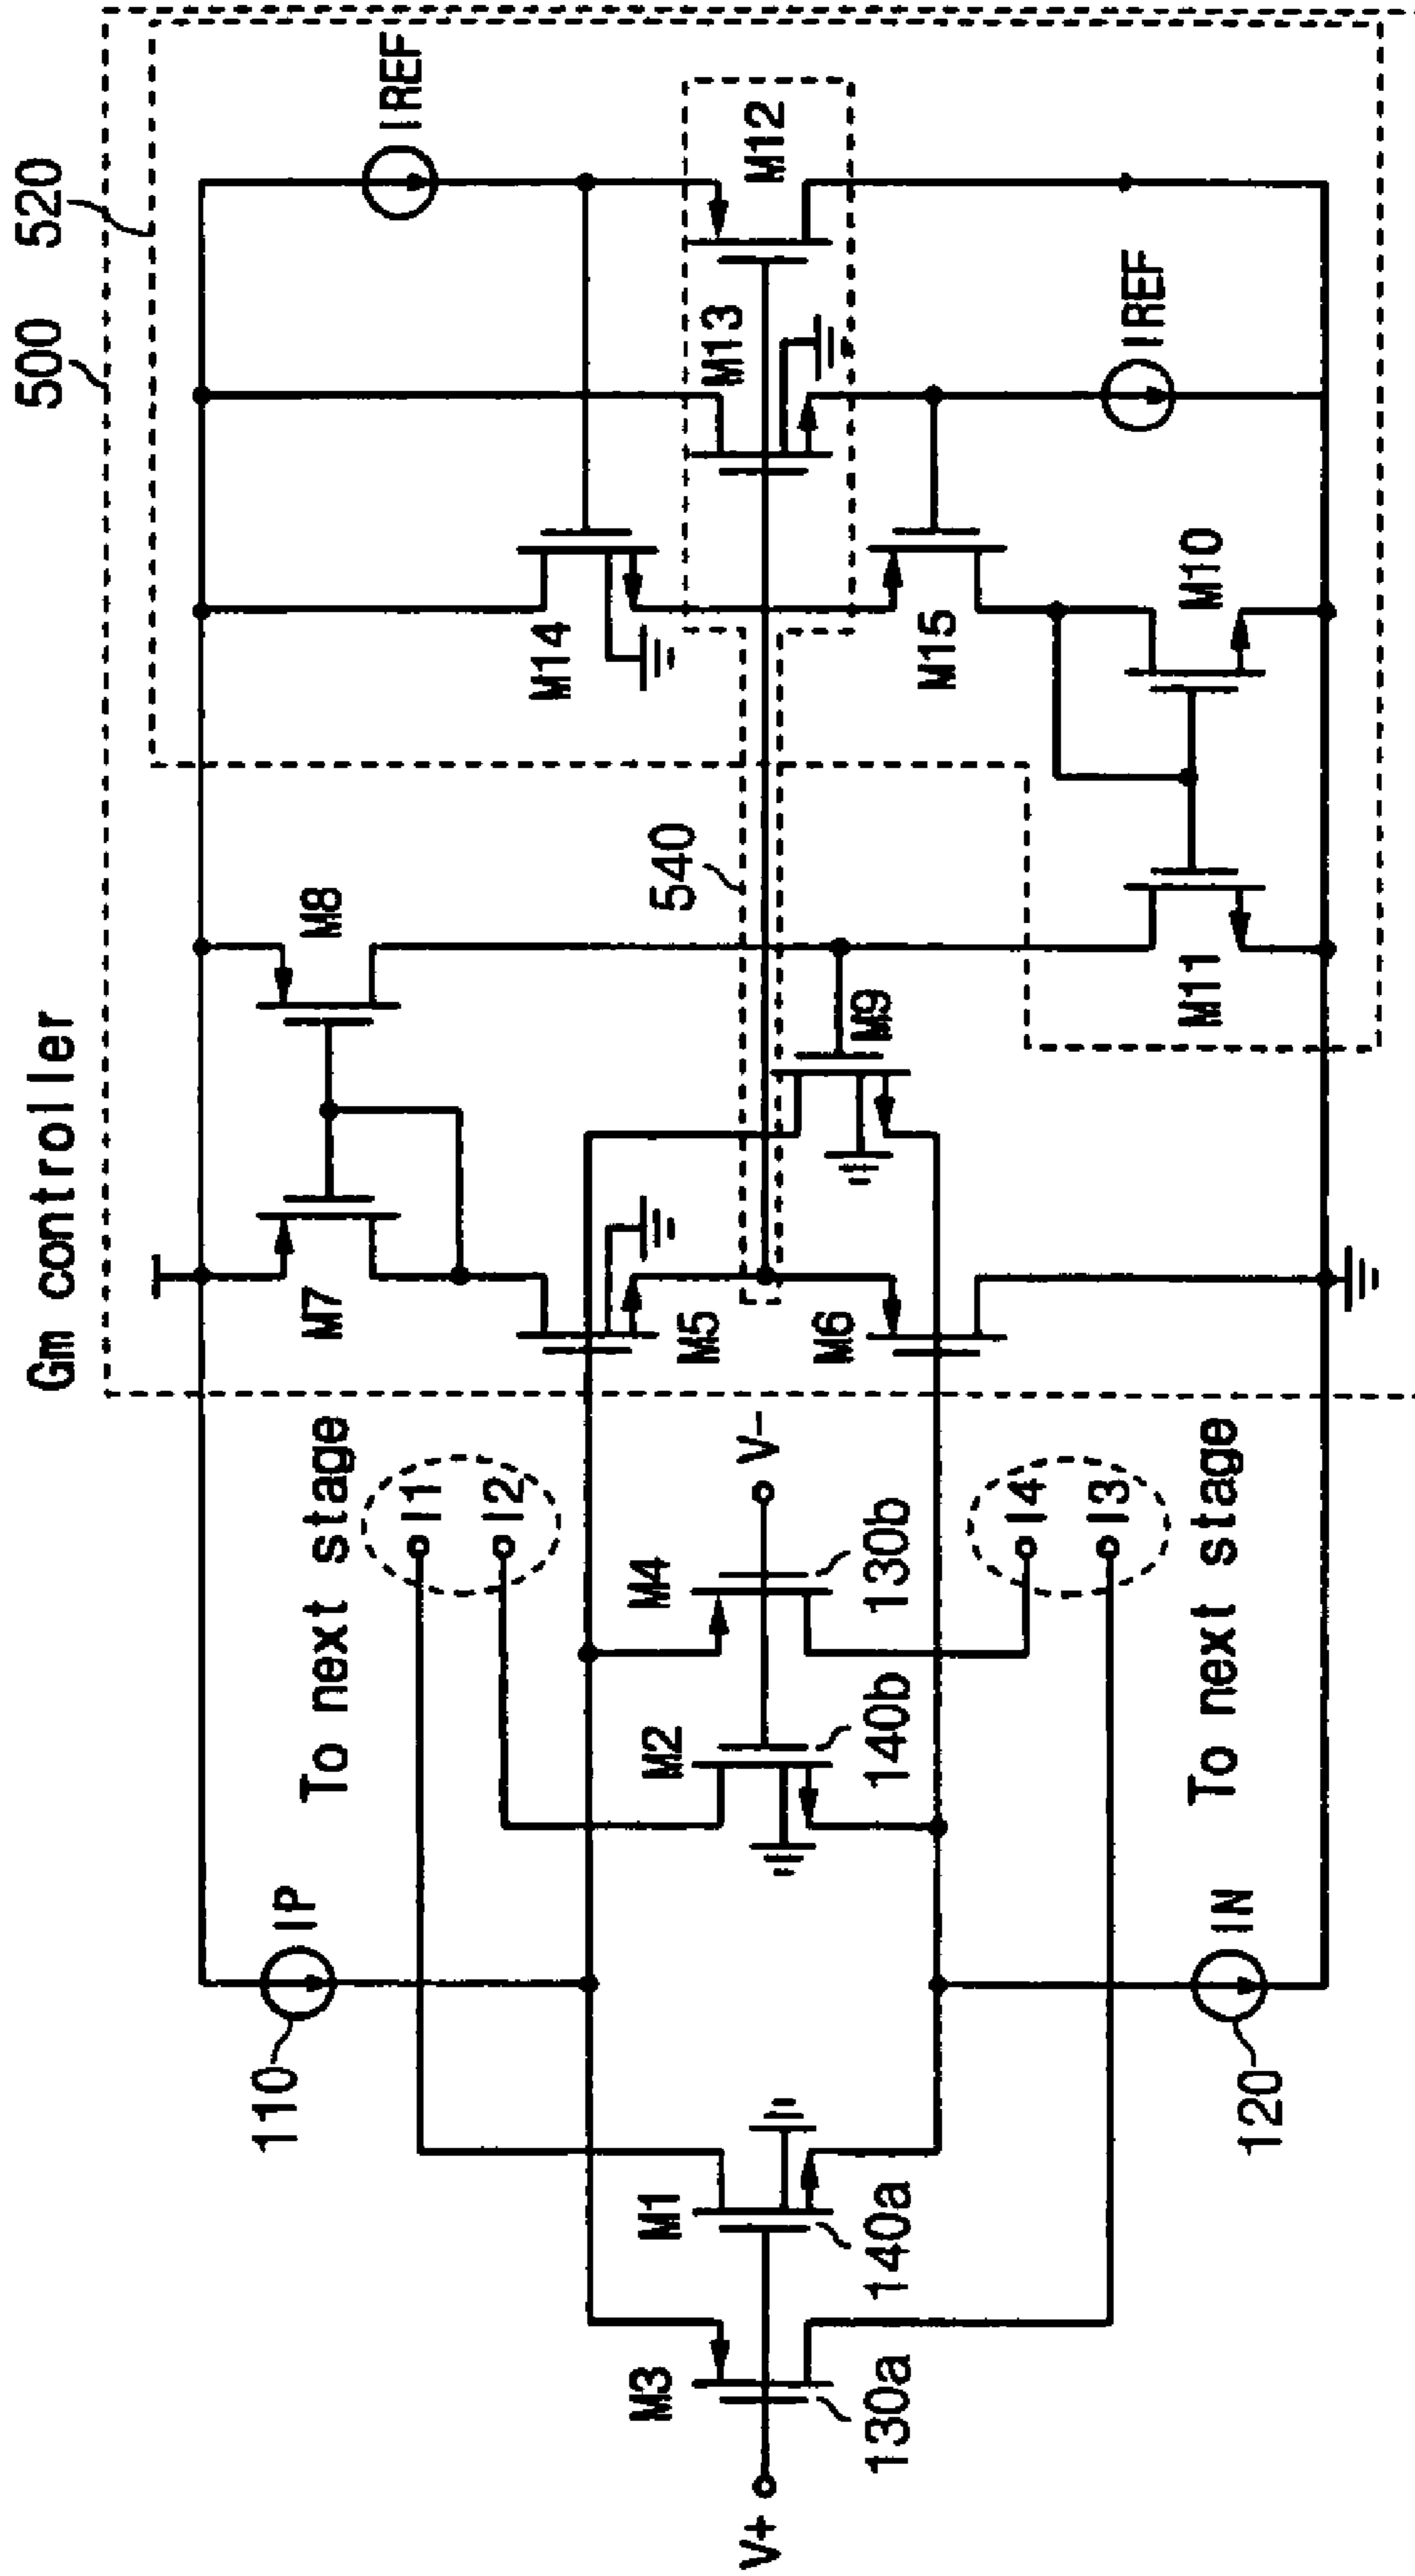 500
520
Gm controller
110
IP
To next stage
I1
I2
M7
M8
M14
IREF
M3
M1
M2
M4
M5
540
M13
M12
V+
V-
130a
140a
140b
130b
M6
M9
M15
I4
I3
M11
M10
IREF
120
IN
To next stage